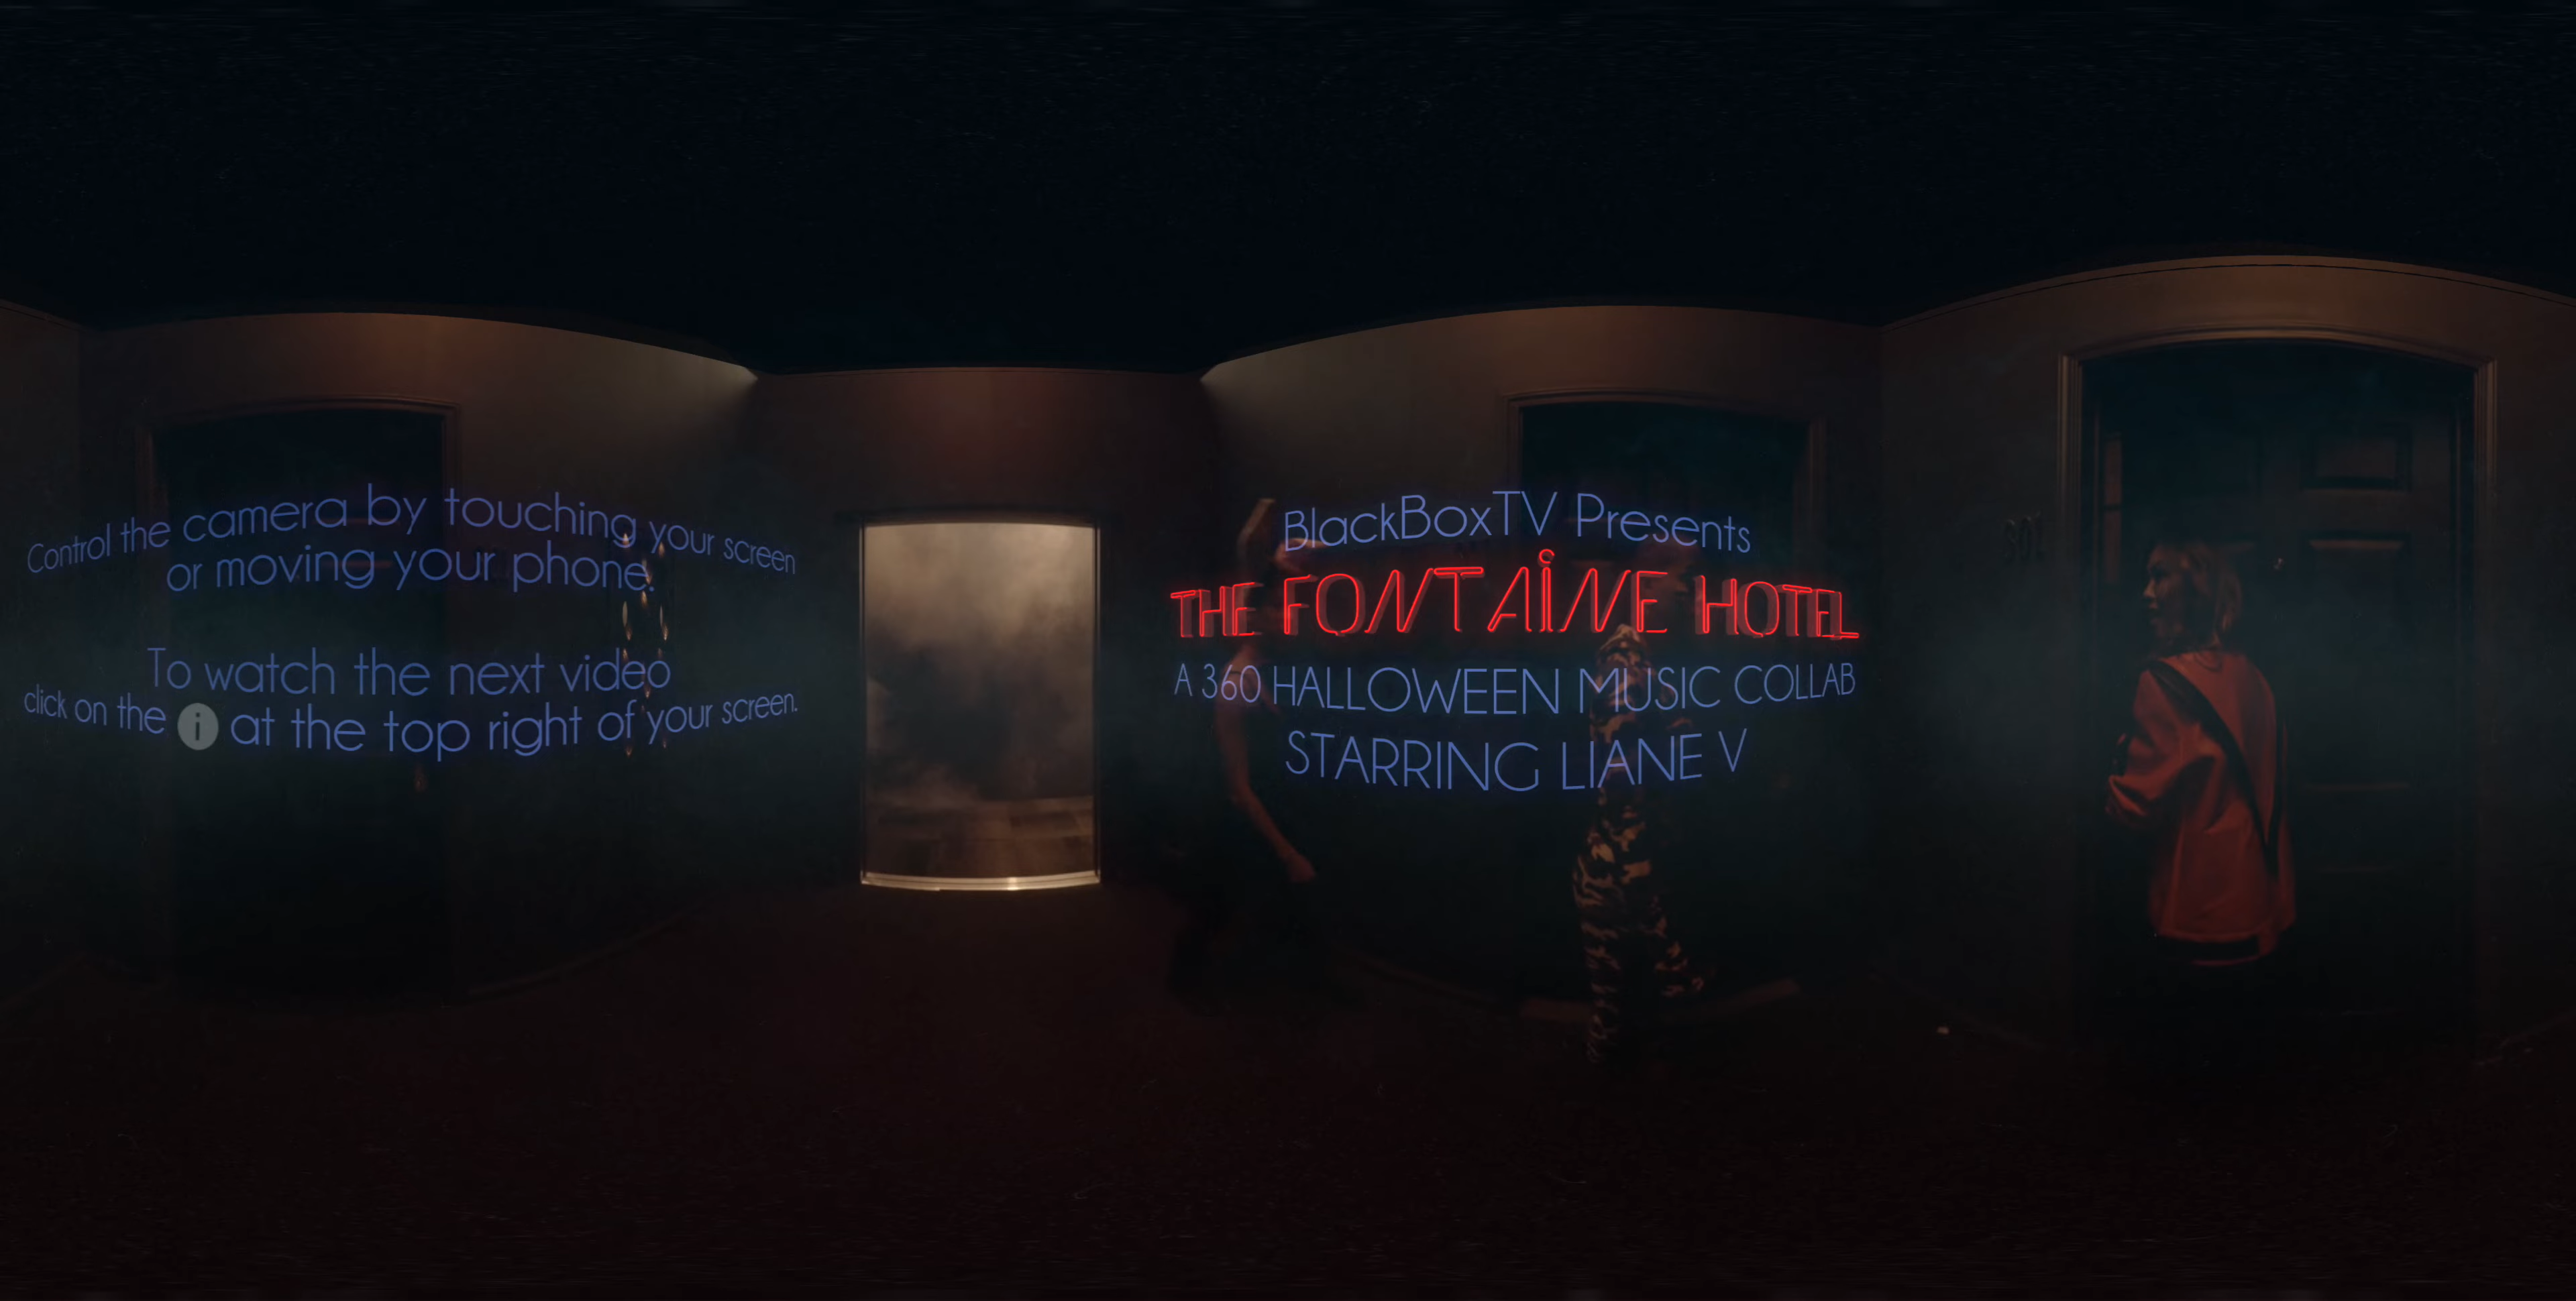 Control the camera by touching your screen
or moving your phone.
To watch the next video
click on the i at the top right of your screen.
BlackBoxTV Presents
THE FONTAINE HOTEL
A 360 HALLOWEEN MUSIC COLLAB
STARRING LIANE V